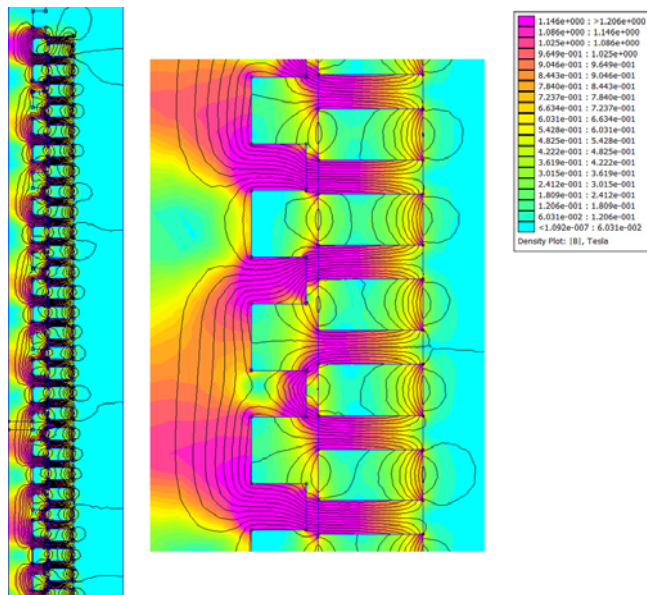 1.146e+000 : >1.206e+000
1.086e+000 : 1.146e+000
1.025e+000 : 1.086e+000
9.649e-001 : 1.025e+000
9.046e-001 : 9.649e-001
8.443e-001 : 9.046e-001
7.840e-001 : 8.443e-001
7.237e-001 : 7.840e-001
6.634e-001 : 7.237e-001
6.031e-001 : 6.634e-001
5.428e-001 : 6.031e-001
4.825e-001 : 5.428e-001
4.222e-001 : 4.825e-001
3.619e-001 : 4.222e-001
3.015e-001 : 3.619e-001
2.412e-001 : 3.015e-001
1.809e-001 : 2.412e-001
1.206e-001 : 1.809e-001
6.031e-002 : 1.206e-001
<1.092e-007 : 6.031e-002
Density Plot: |B|, Tesla